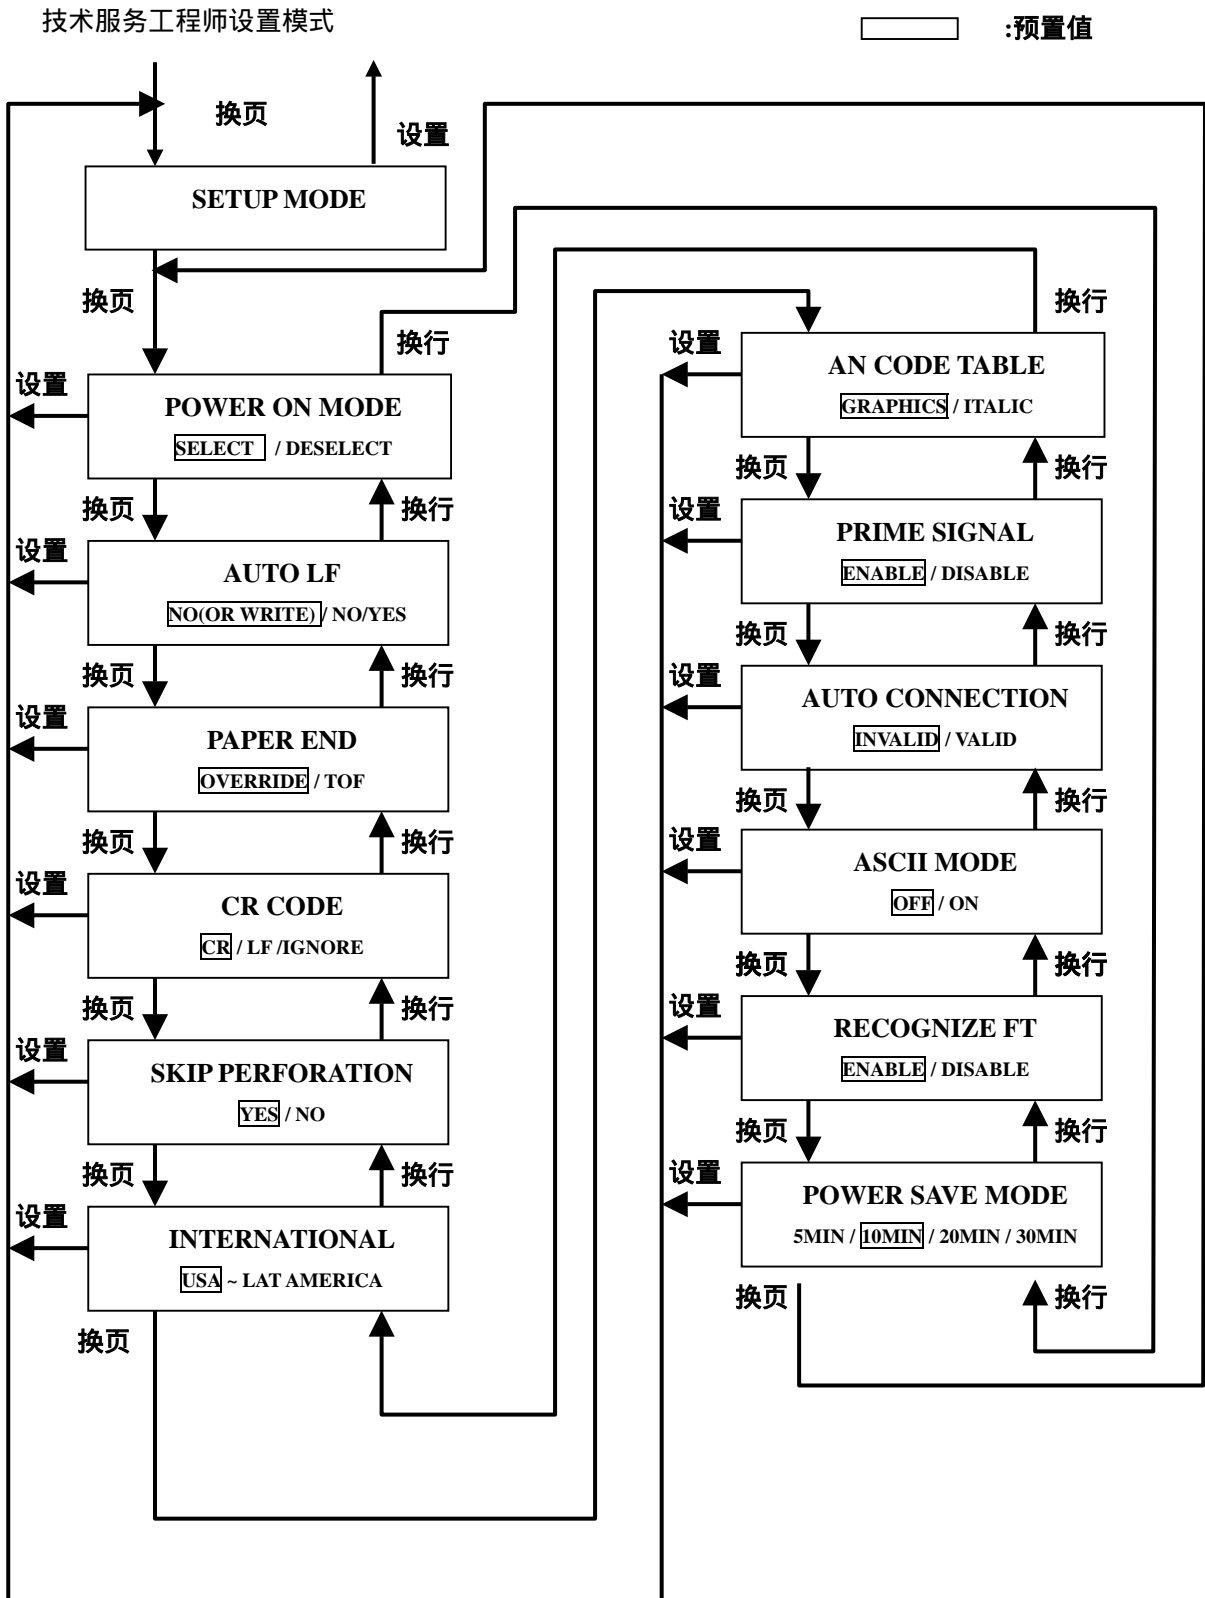 技术服务工程师设置模式
:预置值
换页
设置
SETUP MODE
换页
换行
设置
POWER ON MODE
SELECT / DESELECT
换页
换行
设置
AUTO LF
NO(OR WRITE) / NO/YES
换页
换行
设置
PAPER END
OVERRIDE / TOF
换页
换行
设置
CR CODE
CR / LF /IGNORE
换页
换行
设置
SKIP PERFORATION
YES / NO
换页
换行
设置
INTERNATIONAL
USA ~ LAT AMERICA
换页
换行
设置
AN CODE TABLE
GRAPHICS / ITALIC
换页
换行
设置
PRIME SIGNAL
ENABLE / DISABLE
换页
换行
设置
AUTO CONNECTION
INVALID / VALID
换页
换行
设置
ASCII MODE
OFF / ON
换页
换行
设置
RECOGNIZE FT
ENABLE / DISABLE
换页
换行
设置
POWER SAVE MODE
5MIN / 10MIN / 20MIN / 30MIN
换页
换行